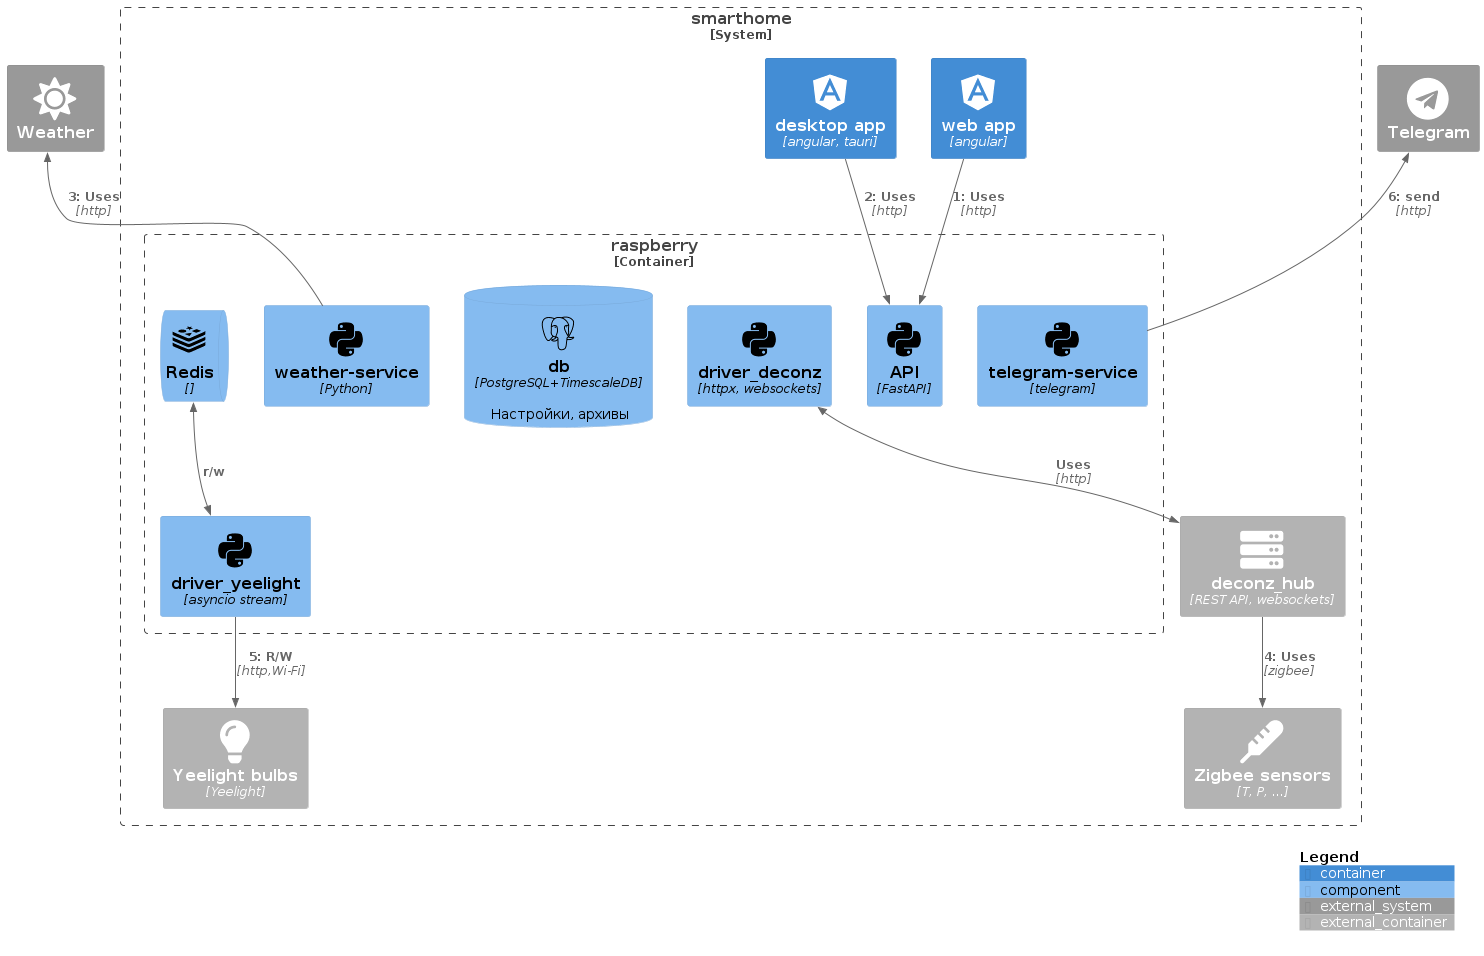 smarthome
[System]
Weather
desktop app
[angular, tauri]
web app
[angular]
Telegram
3: Uses
[http]
2: Uses
[http]
1: Uses
[http]
6: send
[http]
raspberry
[Container]
Redis
[]
weather-service
[Python]
db
[PostgreSQL+TimescaleDB]
Настройки, архивы
driver_deconz
[httpx, websockets]
API
[FastAPI]
telegram-service
[telegram]
r/w
Uses
[http]
driver_yeelight
[asyncio stream]
deconz_hub
[REST API, websockets]
5: R/W
[http,Wi-Fi]
4: Uses
[zigbee]
Yeelight bulbs
[Yeelight]
Zigbee sensors
[T, P, ...]
Legend
container
component
external_system
external_container